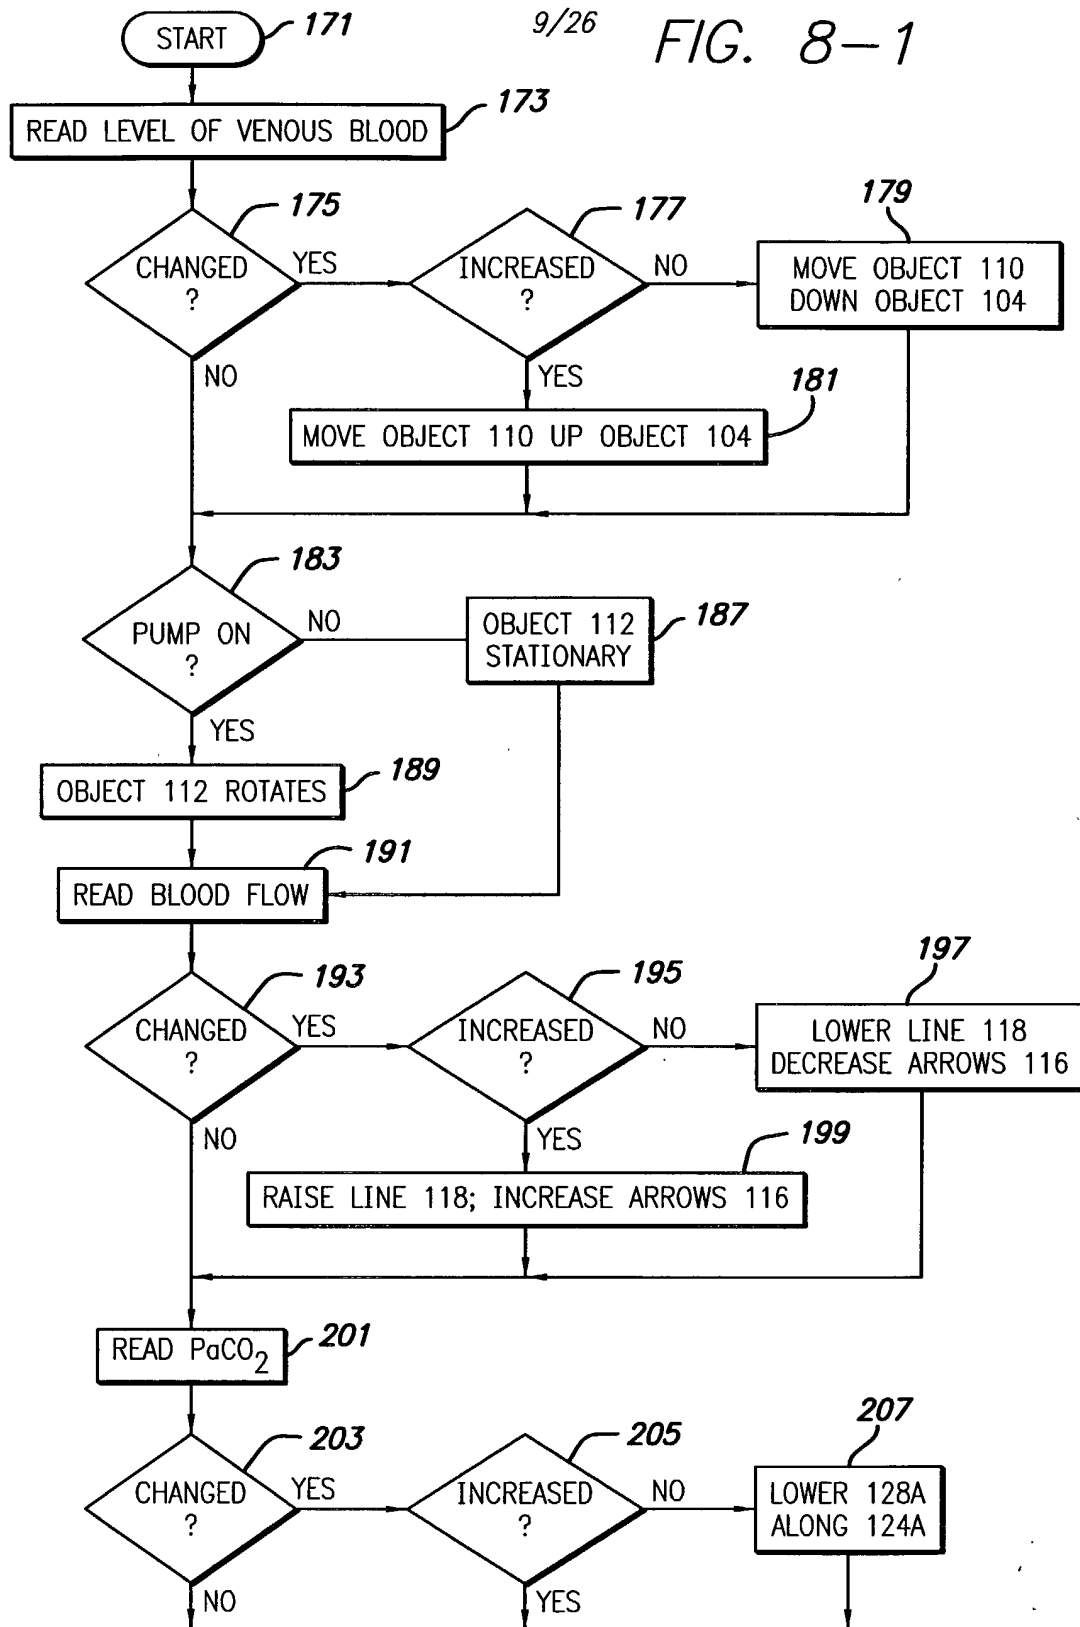 START
171
9/26
FIG. 8-1
READ LEVEL OF VENOUS BLOOD
173
CHANGED
?
175
YES
NO
INCREASED
?
177
NO
YES
179
MOVE OBJECT 110
DOWN OBJECT 104
181
MOVE OBJECT 110 UP OBJECT 104
PUMP ON
?
183
NO
YES
OBJECT 112
STATIONARY
187
OBJECT 112 ROTATES
189
READ BLOOD FLOW
191
CHANGED
?
193
YES
NO
INCREASED
?
195
NO
YES
197
LOWER LINE 118
DECREASE ARROWS 116
199
RAISE LINE 118; INCREASE ARROWS 116
READ PaCO2
201
CHANGED
?
203
YES
NO
INCREASED
?
205
NO
YES
207
LOWER 128A
ALONG 124A